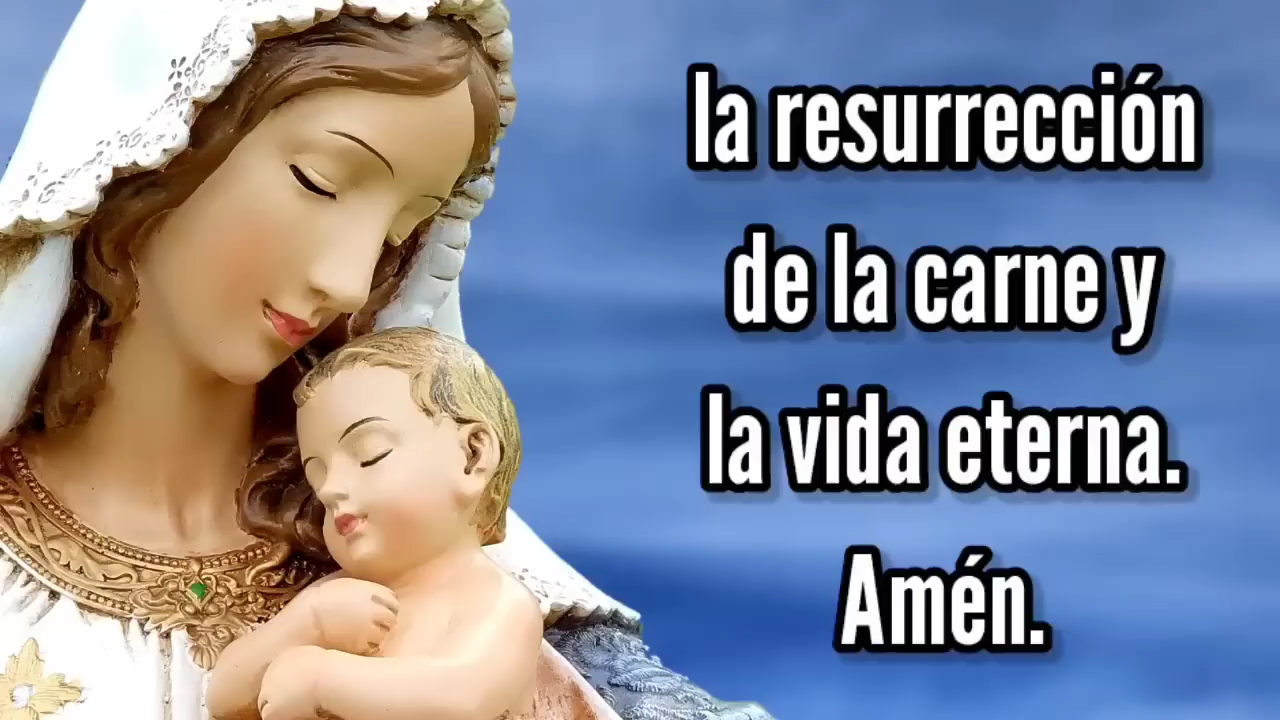 la resurrección
de la carne y
la vida eterna.
Amén.